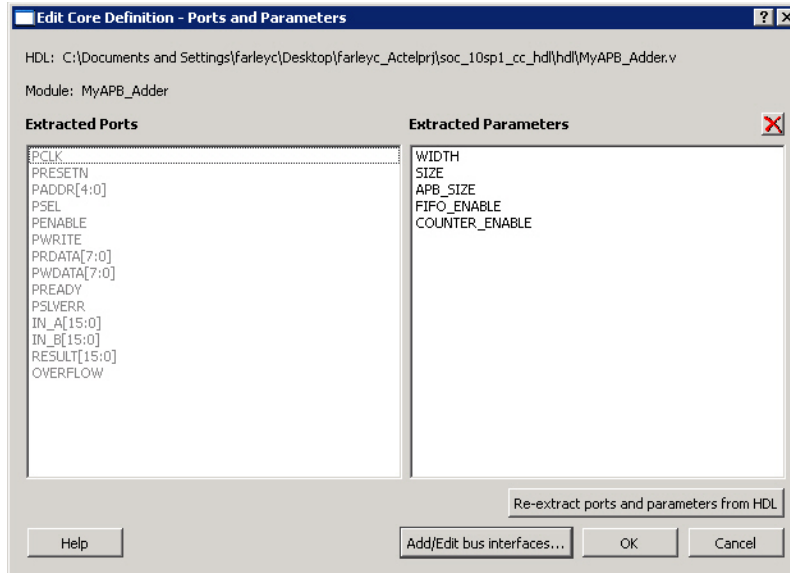 Edit Core Definition - Ports and Parameters
HDL: C:\Documents and Settings\farleyc\Desktop\farleyc_Actelprj\soc_10sp1_cc_hdl\hdl\MyAPB_Adder.v
Module: MyAPB_Adder
Extracted Ports
Extracted Parameters
PCLK
PRESETN
PADDR[4:0]
PSEL
PENABLE
PWRITE
PRDATA[7:0]
PWDATA[7:0]
PREADY
PSLVERR
IN_A[15:0]
IN_B[15:0]
RESULT[15:0]
OVERFLOW
WIDTH
SIZE
APB_SIZE
FIFO_ENABLE
COUNTER_ENABLE
Re-extract ports and parameters from HDL
Help
Add/Edit bus interfaces...
OK
Cancel